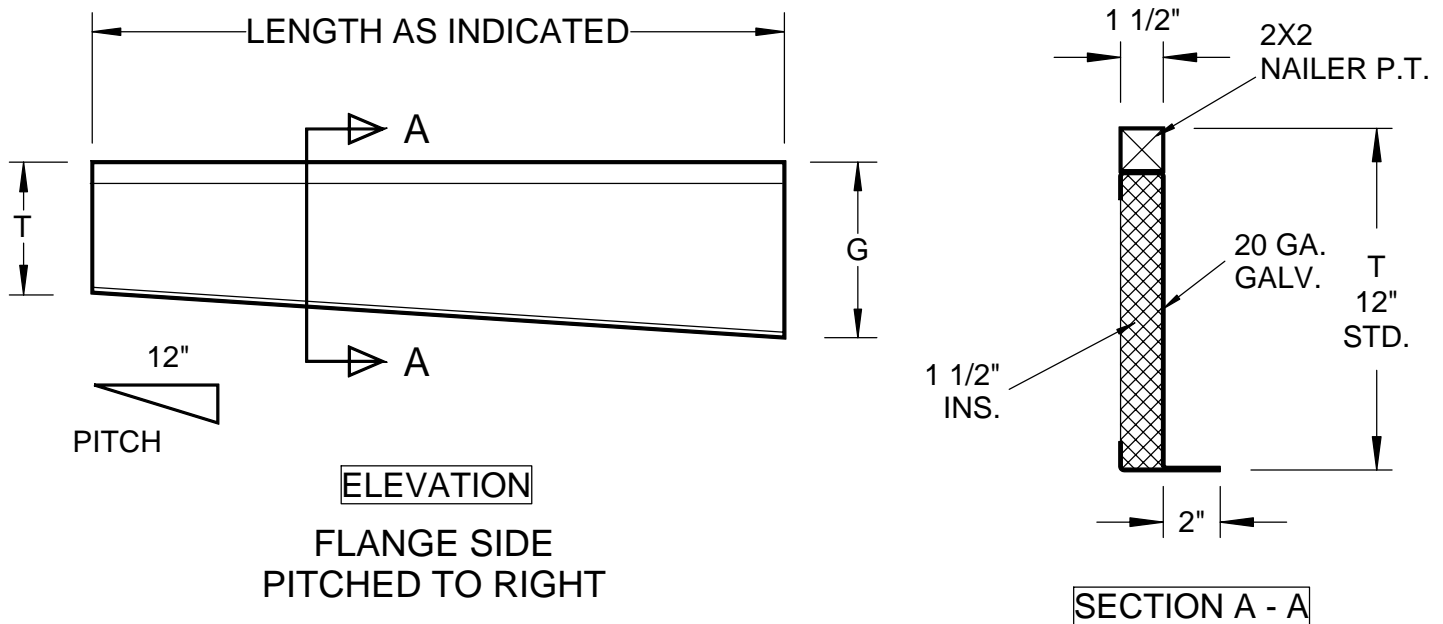 LENGTH AS INDICATED
A
T
G
A
12"
PITCH
ELEVATION
FLANGE SIDE
PITCHED TO RIGHT
1 1/2"
2X2
NAILER P.T.
20 GA.
GALV.
T
12"
STD.
1 1/2"
INS.
2"
SECTION A - A